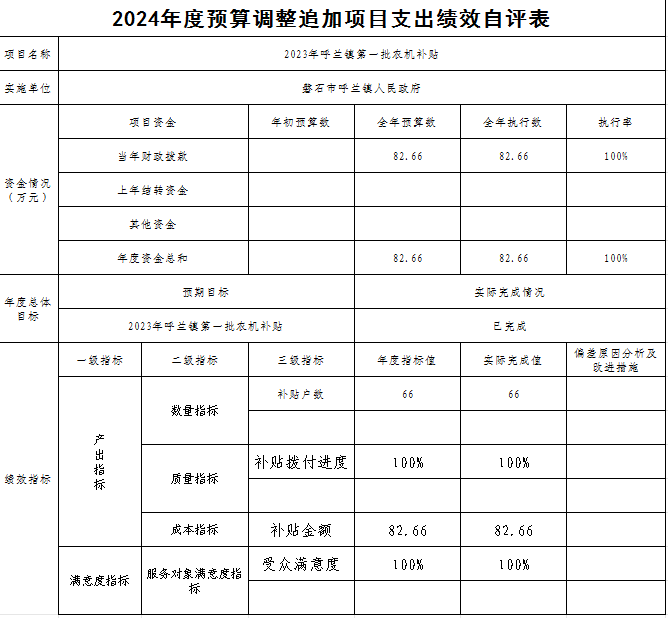 2024年度预算调整追加项目支出绩效自评表
项目名称 2023年呼兰镇第一批农机补贴
实施单位 磐石市呼兰镇人民政府
资金情况
（万元）
项目资金 年初预算数 全年预算数 全年执行数 执行率
当年财政拨款 82.66 82.66 100%
上年结转资金
其他资金
年度资金总和 82.66 82.66 100%
年度总体
目标
预期目标 实际完成情况
2023年呼兰镇第一批农机补贴 已完成
绩效指标
一级指标 二级指标 三级指标 年度指标值 实际完成值 偏差原因分析及
改进措施
产
出
指
标
数量指标 补贴户数 66 66
质量指标 补贴拨付进度 100% 100%
成本指标 补贴金额 82.66 82.66
满意度指标 服务对象满意度指
标
受众满意度 100% 100%